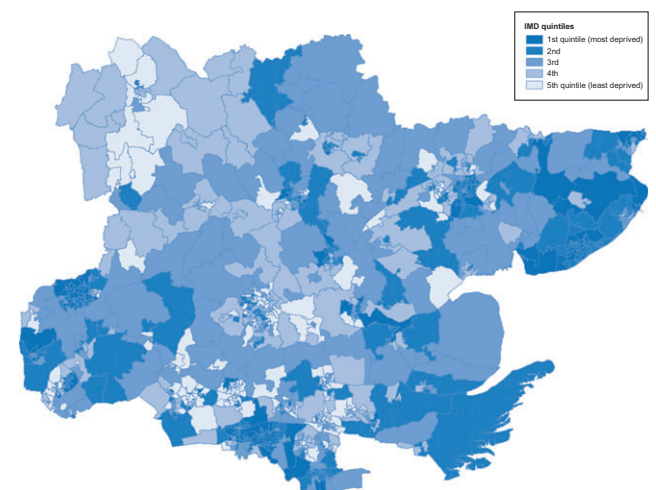 IMD quintiles
1st quintile (most deprived)
2nd
3rd
4th
5th quintile (least deprived)